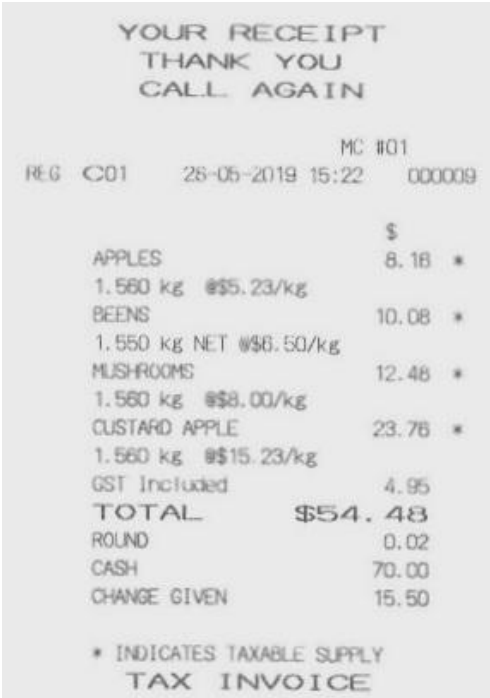 YOUR RECEIPT
THANK YOU
CALL AGAIN
MC #01
REG C01 28-05-2019 15:22 000009
$
APPLES 8.16 *
1.560 kg @$5.23/kg
BEENS 10.08 *
1.550 kg NET @$6.50/kg
MUSHROOMS 12.48 *
1.560 kg @$8.00/kg
CUSTARD APPLE 23.76 *
1.560 kg @$15.23/kg
GST Included 4.95
TOTAL $54.48
ROUND 0.02
CASH 70.00
CHANGE GIVEN 15.50
* INDICATES TAXABLE SUPPLY
TAX INVOICE